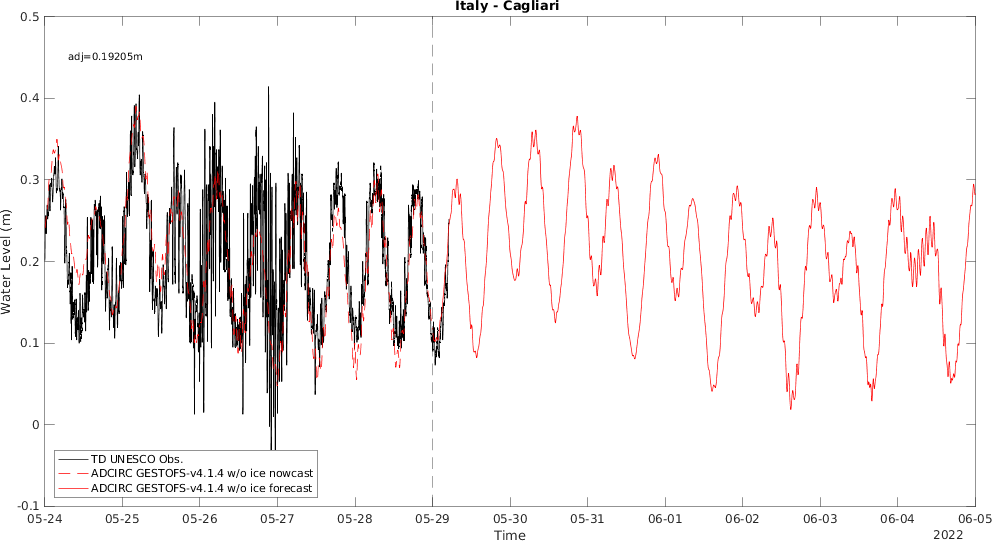 Italy - Cagliari
0.5
adj=0.19205m
0.4
0.3
0.2
0.1
0
-0.1
Water Level (m)
TD UNESCO Obs.
ADCIRC GESTOFS-v4.1.4 w/o ice nowcast
ADCIRC GESTOFS-v4.1.4 w/o ice forecast
05-24 05-25 05-26 05-27 05-28 05-29 05-30 05-31 06-01 06-02 06-03 06-04 06-05
Time
2022